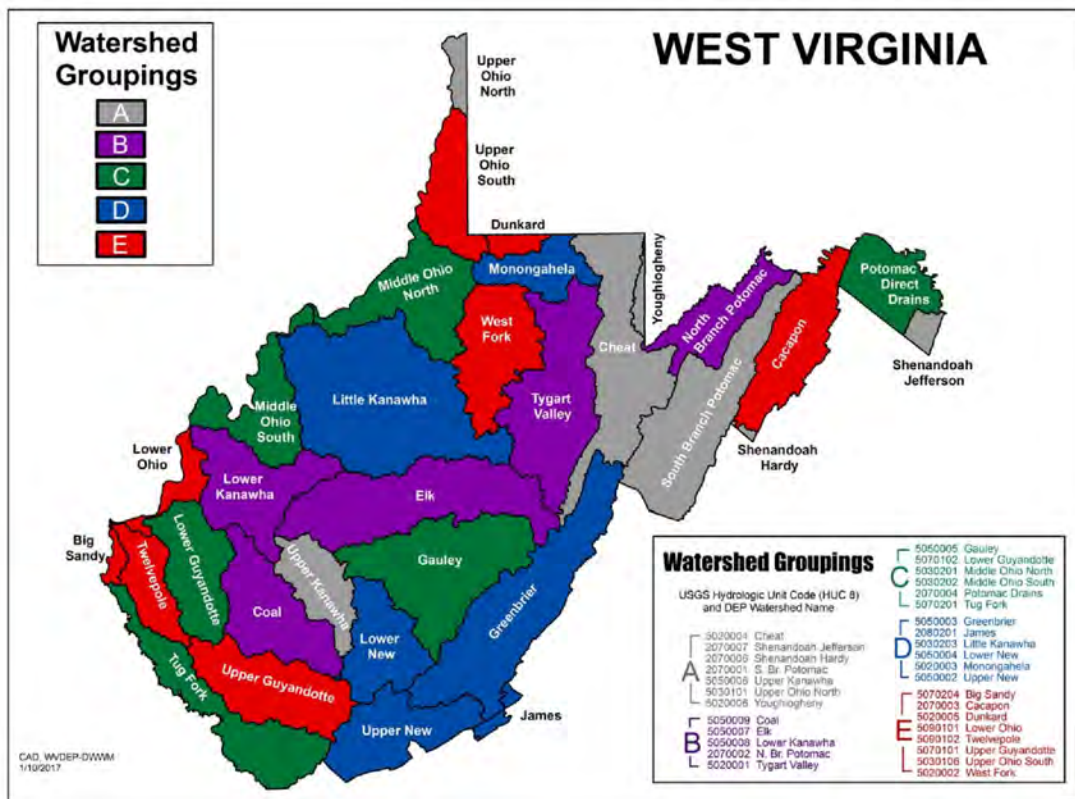 WEST VIRGINIA
Watershed
Groupings
A
B
C
D
E
Upper
Ohio
North
Upper
Ohio
South
Dunkard
Monongahela
Middle Ohio
North
West
Fork
Youghiogheny
Cheat
North
Branch Potomac
South Branch Potomac
Cacapon
Potomac
Direct
Drains
Shenandoah
Jefferson
Shenandoah
Hardy
Tygart
Valley
Little Kanawha
Middle
Ohio
South
Lower
Ohio
Lower
Kanawha
Elk
Big
Sandy
Twelvepole
Lower Guyandotte
Coal
Upper Kanawha
Gauley
Greenbrier
Lower
New
Tug Fork
Upper Guyandotte
Upper New
James
CAD, WVDEP-DWWM
1/10/2017
Watershed Groupings
USGS Hydrologic Unit Code (HUC 8)
and DEP Watershed Name
A
5020004 Cheat
2070007 Shenandoah Jefferson
2070006 Shenandoah Hardy
2070001 S. Br. Potomac
5050006 Upper Kanawha
5030101 Upper Ohio North
5020006 Youghiogheny
B
5050009 Coal
5050007 Elk
5050008 Lower Kanawha
2070002 N. Br. Potomac
5020001 Tygart Valley
C
5050005 Gauley
5070102 Lower Guyandotte
5030201 Middle Ohio North
5030202 Middle Ohio South
2070004 Potomac Drains
5070201 Tug Fork
D
5050003 Greenbrier
2080201 James
5030203 Little Kanawha
5050004 Lower New
5020003 Monongahela
5050002 Upper New
E
5070204 Big Sandy
2070003 Cacapon
5020005 Dunkard
5090101 Lower Ohio
5090102 Twelvepole
5070101 Upper Guyandotte
5030106 Upper Ohio South
5020002 West Fork